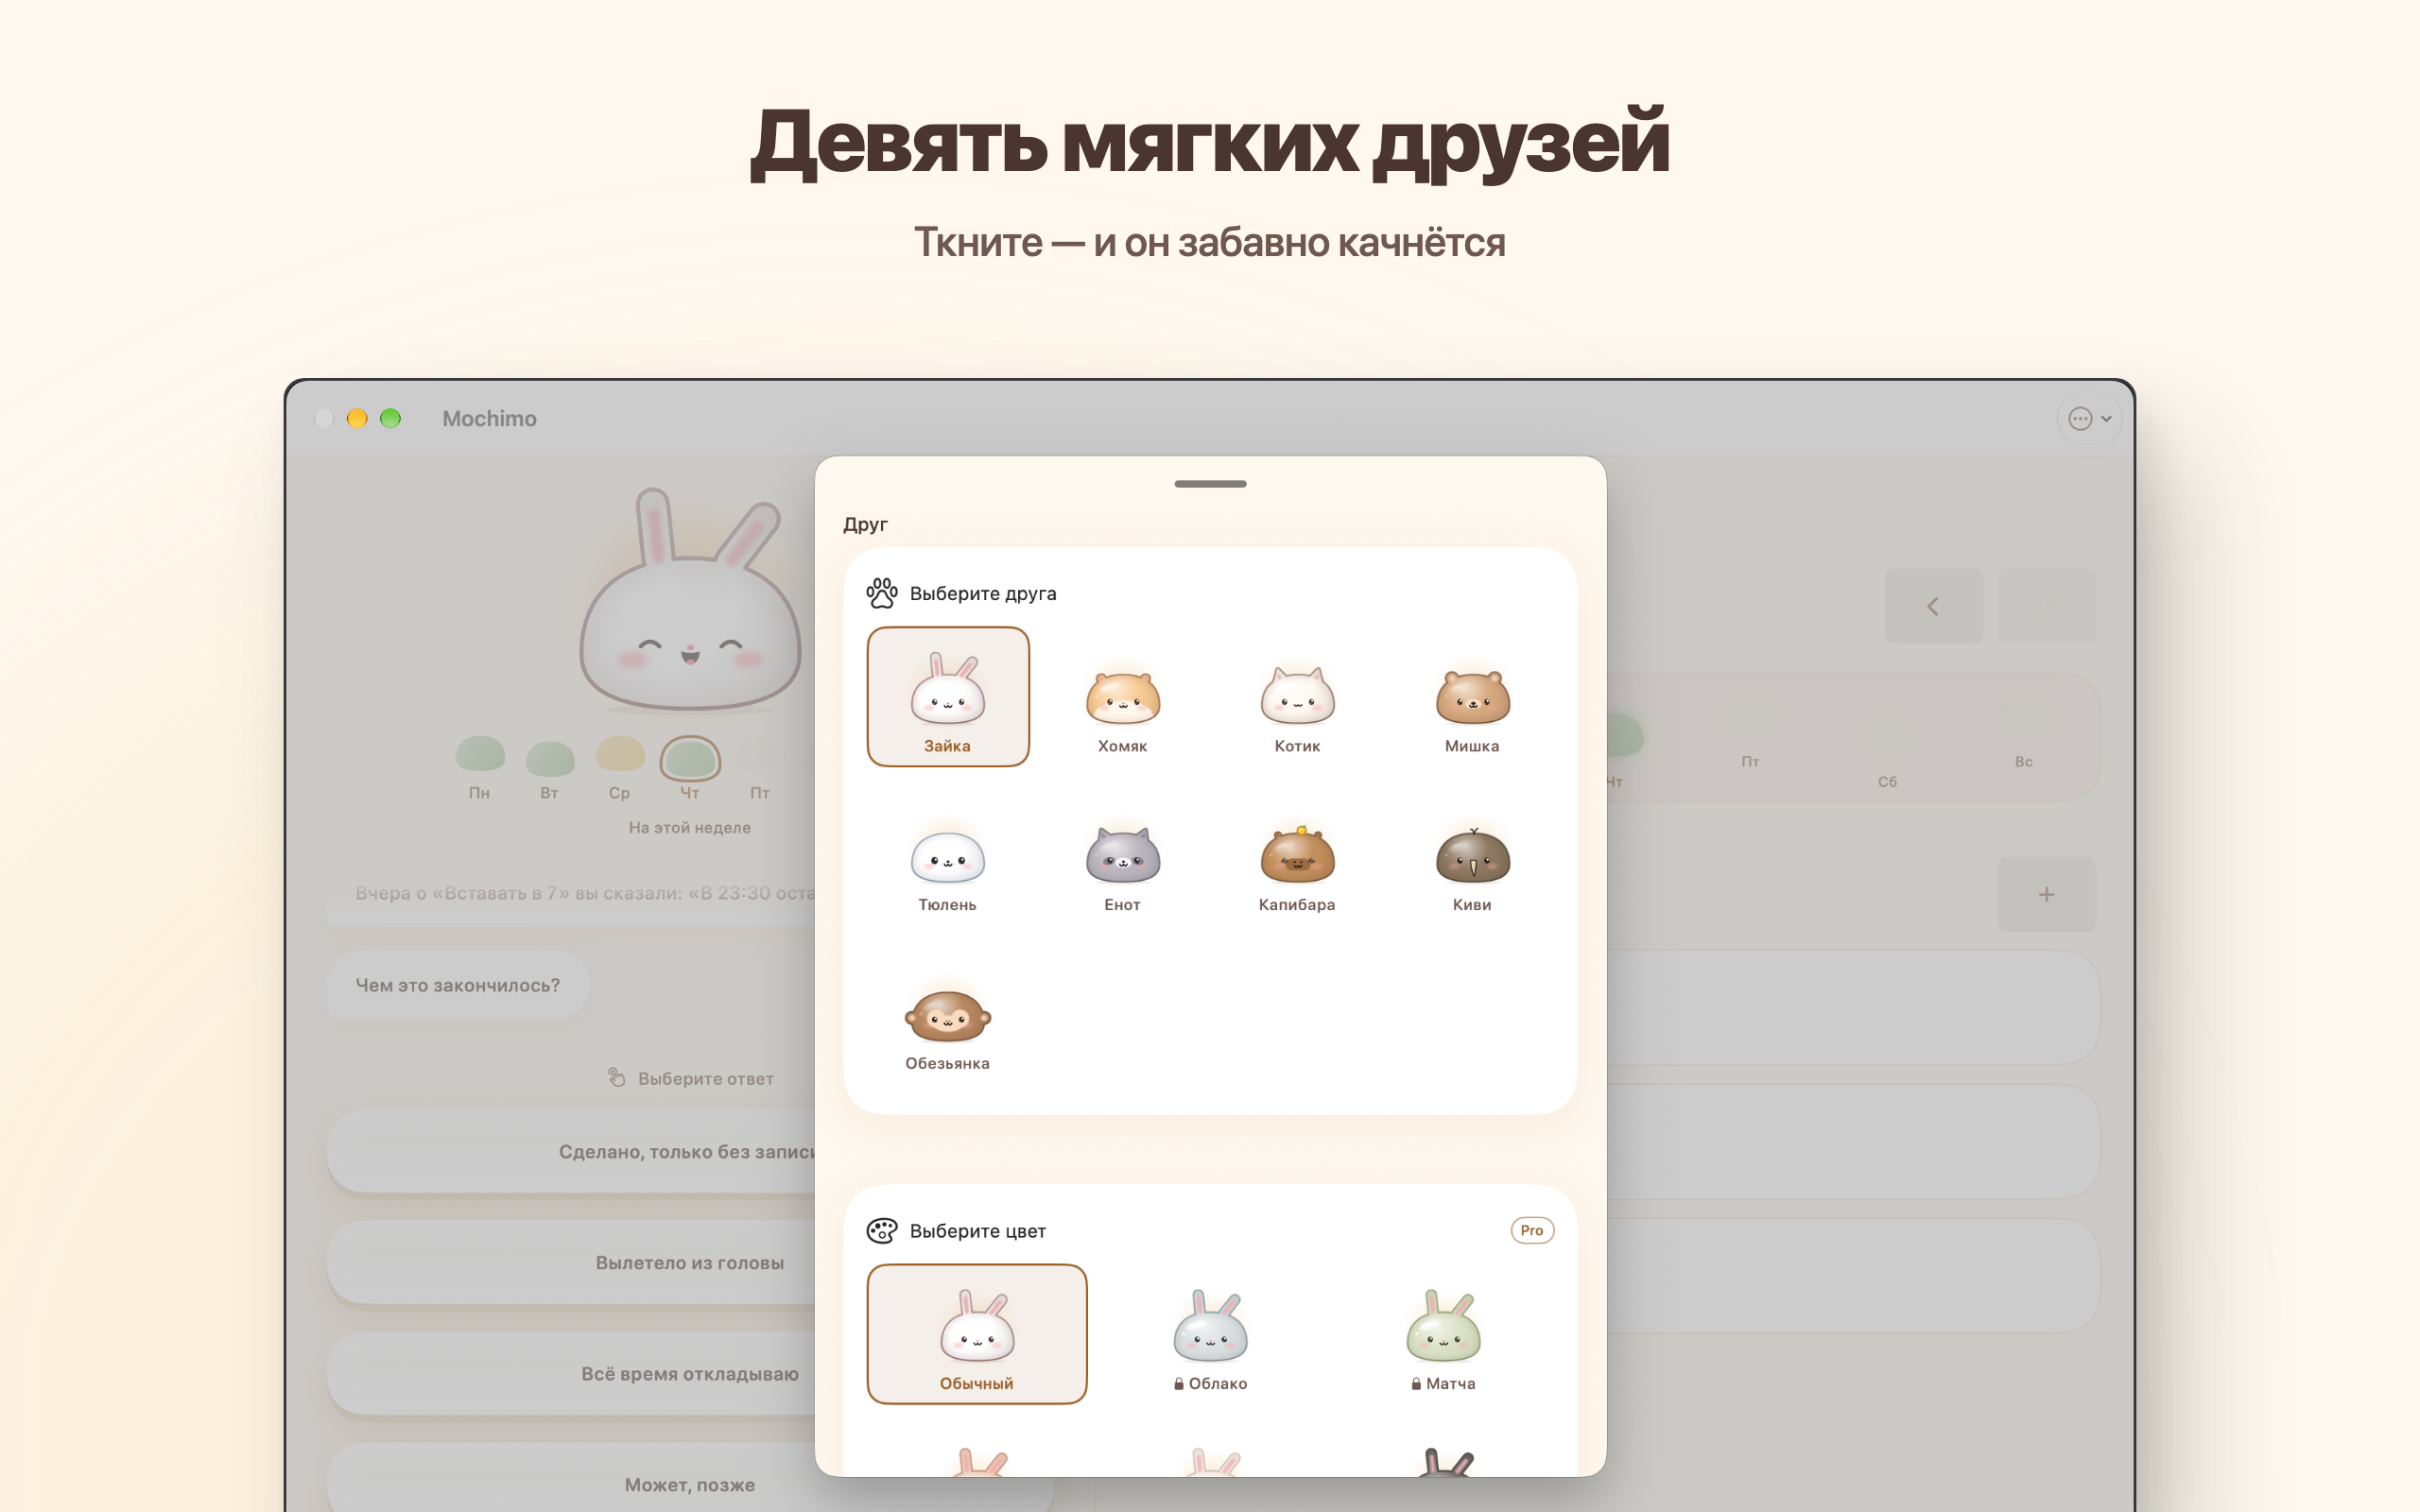 Девять мягких друзей
Ткните — и он забавно качнётся
Mochimo
Пн
Вт
Ср
Чт
Пт
На этой неделе
Вчера о «Вставать в 7» вы сказали: «В 23:30
Чем это закончилось?
Выберите ответ
Сделано, только без
Вылетело из головы
Всё время откладываю
Может, позже
Друг
Выберите друга
Зайка
Хомяк
Котик
Мишка
Тюлень
Енот
Капибара
Киви
Обезьянка
Выберите цвет
Pro
Обычный
Облако
Матча
Чт
Пт
Сб
Вс